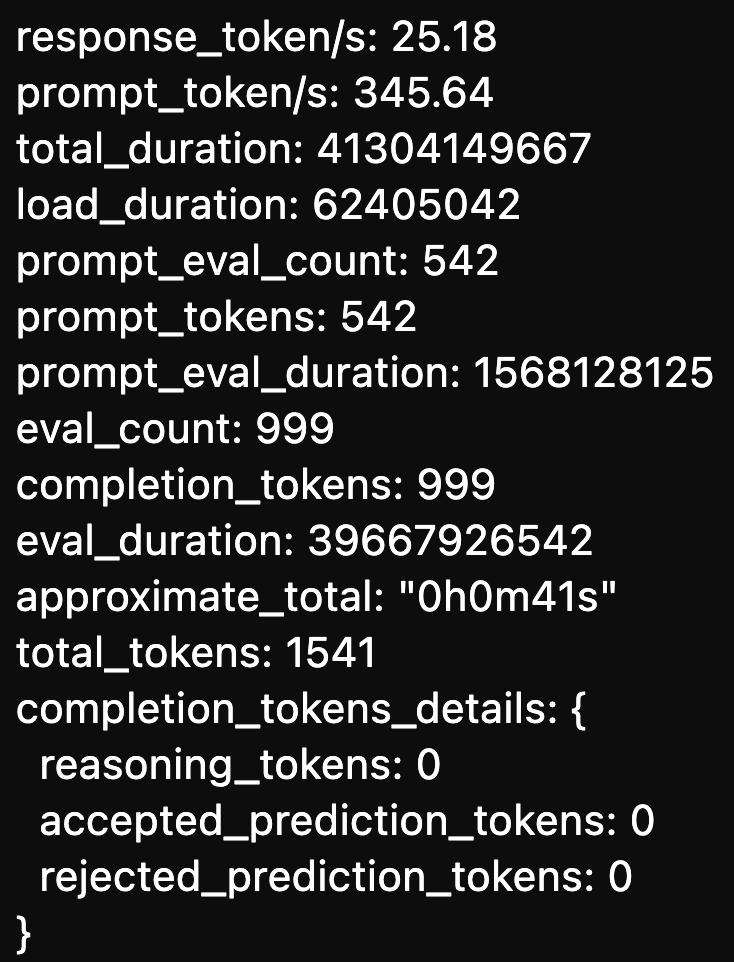 response_token/s: 25.18
prompt_token/s: 345.64
total_duration: 41304149667
load_duration: 62405042
prompt_eval_count: 542
prompt_tokens: 542
prompt_eval_duration: 1568128125
eval_count: 999
completion_tokens: 999
eval_duration: 39667926542
approximate_total: "0h0m41s"
total_tokens: 1541
completion_tokens_details: {
  reasoning_tokens: 0
  accepted_prediction_tokens: 0
  rejected_prediction_tokens: 0
}